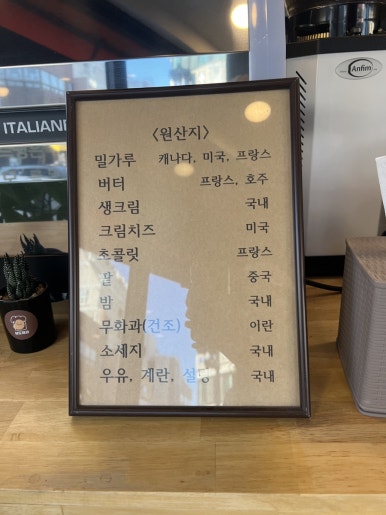 Anfim
ITALIANE
<원산지>
밀가루 캐나다, 미국, 프랑스
버터 프랑스, 호주
생크림 국내
크림치즈 미국
초콜릿 프랑스
팥 중국
밤 국내
무화과(건조) 이란
소세지 국내
우유, 계란, 설탕 국내